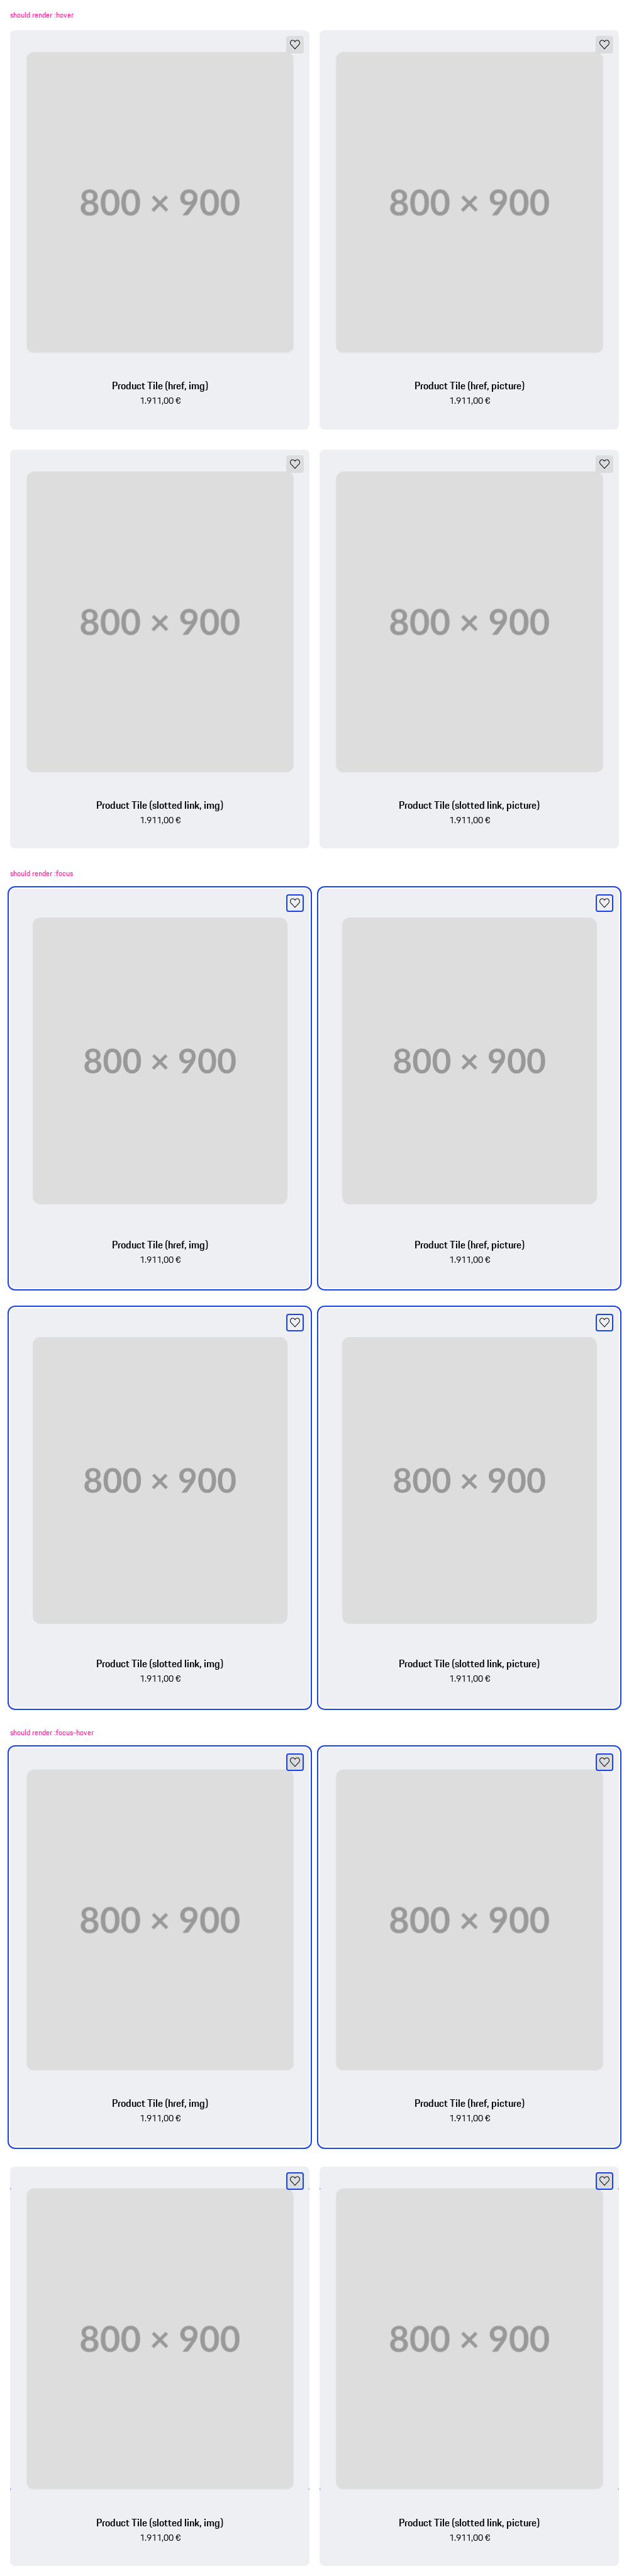 should render :hover
800 × 900
800 × 900
Product Tile (href, img)
Product Tile (href, picture)
1.911,00 €
1.911,00 €
800 × 900
800 × 900
Product Tile (slotted link, img)
Product Tile (slotted link, picture)
1.911,00 €
1.911,00 €
should render :focus
800 × 900
800 × 900
Product Tile (href, img)
Product Tile (href, picture)
1.911,00 €
1.911,00 €
800 × 900
800 × 900
Product Tile (slotted link, img)
Product Tile (slotted link, picture)
1.911,00 €
1.911,00 €
should render :focus-hover
800 × 900
800 × 900
Product Tile (href, img)
Product Tile (href, picture)
1.911,00 €
1.911,00 €
800 × 900
800 × 900
Product Tile (slotted link, img)
Product Tile (slotted link, picture)
1.911,00 €
1.911,00 €